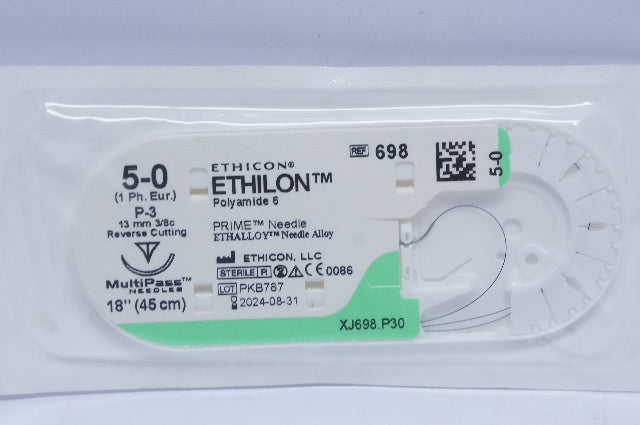 5-0
(1 Ph. Eur.)
P-3
13 mm 3/8c
Reverse Cutting
MultiPass™
NEEDLES
18" (45 cm)
ETHICON®
ETHILON™
Polyamide 6
PRIME™ Needle
ETHALLOY™ Needle Alloy
ETHICON, LLC
STERILE R 2 CE 0086
LOT PKB787
2024-08-31
REF 698
5-0
XJ698.P30